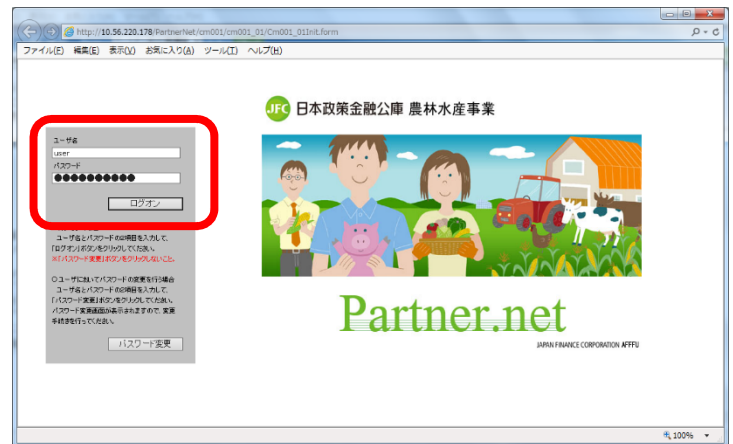 http://10.56.220.178/PartnerNet/cm001/cm001_01/Cm001_01Init.form
ファイル(F) 編集(E) 表示(V) お気に入り(A) ツール(T) ヘルプ(H)
JFC 日本政策金融公庫 農林水産事業
ユーザ名
user
パスワード
●●●●●●●●●●
ログオン
ユーザ名とパスワードの2項目を入力して、
「ログオン」ボタンをクリックしてください。
※「パスワード変更」ボタンをクリックしないこと。
○ユーザにおいてパスワードの変更を行う場合
ユーザ名とパスワードの2項目を入力して、
「パスワード変更」ボタンをクリックしてください。
パスワード変更画面が表示されますので、変更
手続きを行ってください。
パスワード変更
Partner.net
JAPAN FINANCE CORPORATION AFFFU
100%